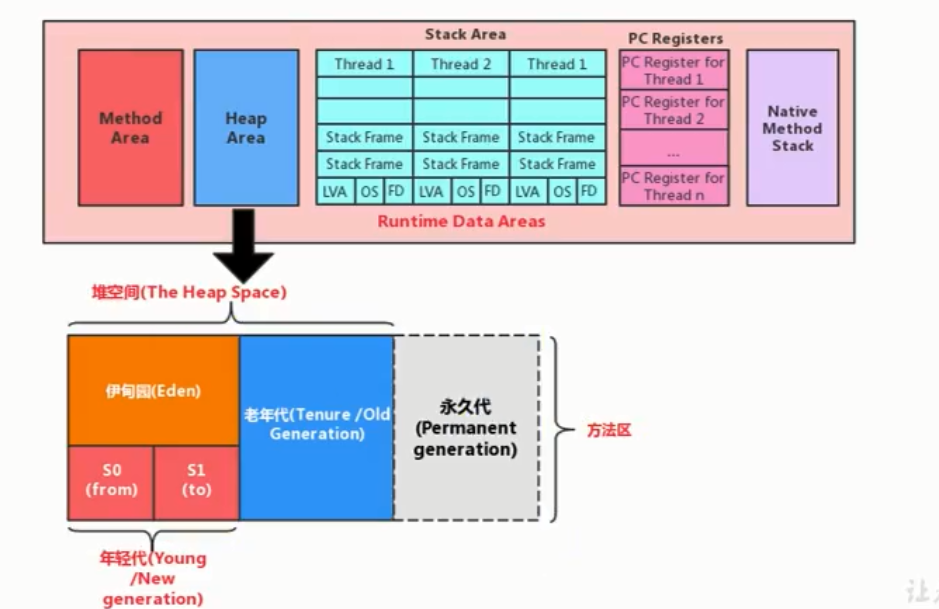 Stack Area
PC Registers
Method
Area
Heap
Area
Thread 1
Thread 2
Thread 1
Stack Frame
Stack Frame
Stack Frame
Stack Frame
Stack Frame
Stack Frame
LVA
OS
FD
LVA
OS
FD
LVA
OS
FD
PC Register for
Thread 1
PC Register for
Thread 2
...
PC Register for
Thread n
Native
Method
Stack
Runtime Data Areas
堆空间(The Heap Space)
伊甸园(Eden)
S0
(from)
S1
(to)
老年代(Tenure /Old
Generation)
永久代
(Permanent
generation)
方法区
年轻代(Young
/New
generation)
让